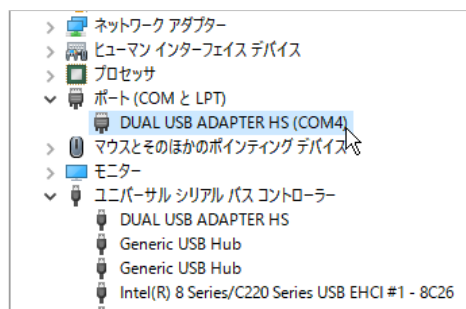 ネットワーク アダプター
ヒューマン インターフェイス デバイス
プロセッサ
ポート (COM と LPT)
DUAL USB ADAPTER HS (COM4)
マウスとそのほかのポインティング デバイス
モニター
ユニバーサル シリアル バス コントローラー
DUAL USB ADAPTER HS
Generic USB Hub
Generic USB Hub
Intel(R) 8 Series/C220 Series USB EHCI #1 - 8C26